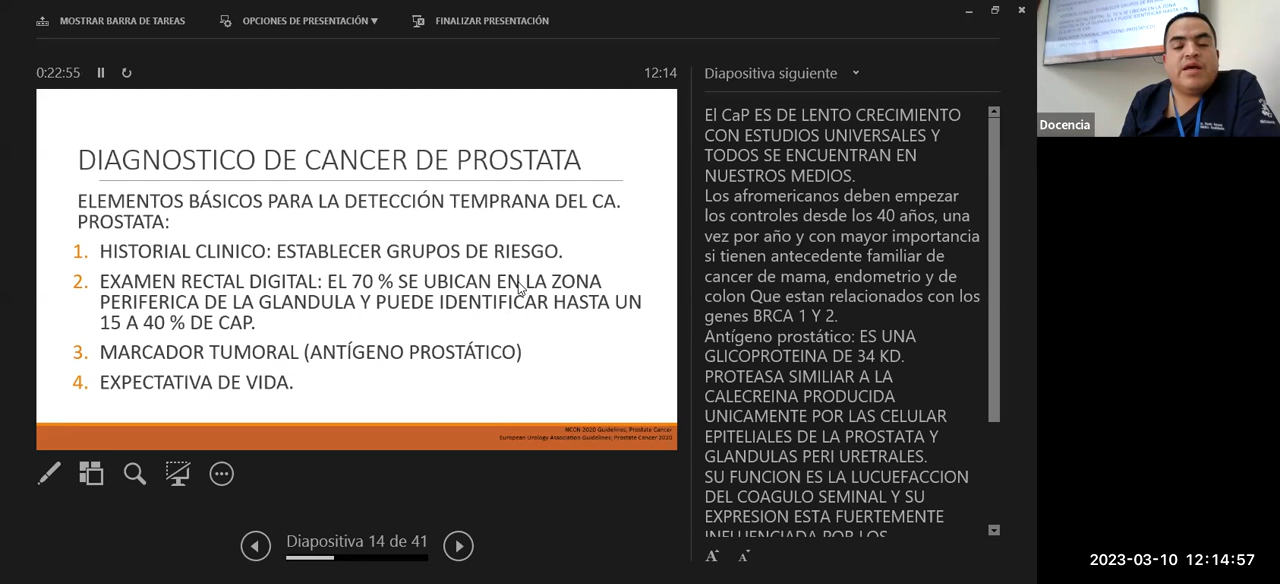 MOSTRAR BARRA DE TAREAS
OPCIONES DE PRESENTACIÓN ▼
FINALIZAR PRESENTACIÓN
0:22:55
12:14
DIAGNOSTICO DE CANCER DE PROSTATA
ELEMENTOS BÁSICOS PARA LA DETECCIÓN TEMPRANA DEL CA.
PROSTATA:
1. HISTORIAL CLINICO: ESTABLECER GRUPOS DE RIESGO.
2. EXAMEN RECTAL DIGITAL: EL 70 % SE UBICAN EN LA ZONA
PERIFERICA DE LA GLANDULA Y PUEDE IDENTIFICAR HASTA UN
15 A 40 % DE CAP.
3. MARCADOR TUMORAL (ANTÍGENO PROSTÁTICO)
4. EXPECTATIVA DE VIDA.
NCCN 2020 Guidelines; Prostate Cancer
European Urology Association Guidelines; Prostate Cancer 2020
Diapositiva 14 de 41
Diapositiva siguiente
El CaP ES DE LENTO CRECIMIENTO
CON ESTUDIOS UNIVERSALES Y
TODOS SE ENCUENTRAN EN
NUESTROS MEDIOS.
Los afromericanos deben empezar
los controles desde los 40 años, una
vez por año y con mayor importancia
si tienen antecedente familiar de
cancer de mama, endometrio y de
colon Que estan relacionados con los
genes BRCA 1 Y 2.
Antígeno prostático: ES UNA
GLICOPROTEINA DE 34 KD.
PROTEASA SIMILIAR A LA
CALECREINA PRODUCIDA
UNICAMENTE POR LAS CELULAR
EPITELIALES DE LA PROSTATA Y
GLANDULAS PERI URETRALES.
SU FUNCION ES LA LUCUEFACCION
DEL COAGULO SEMINAL Y SU
EXPRESION ESTA FUERTEMENTE
INFLUENCIADA POR LOS
Docencia
2023-03-10 12:14:57